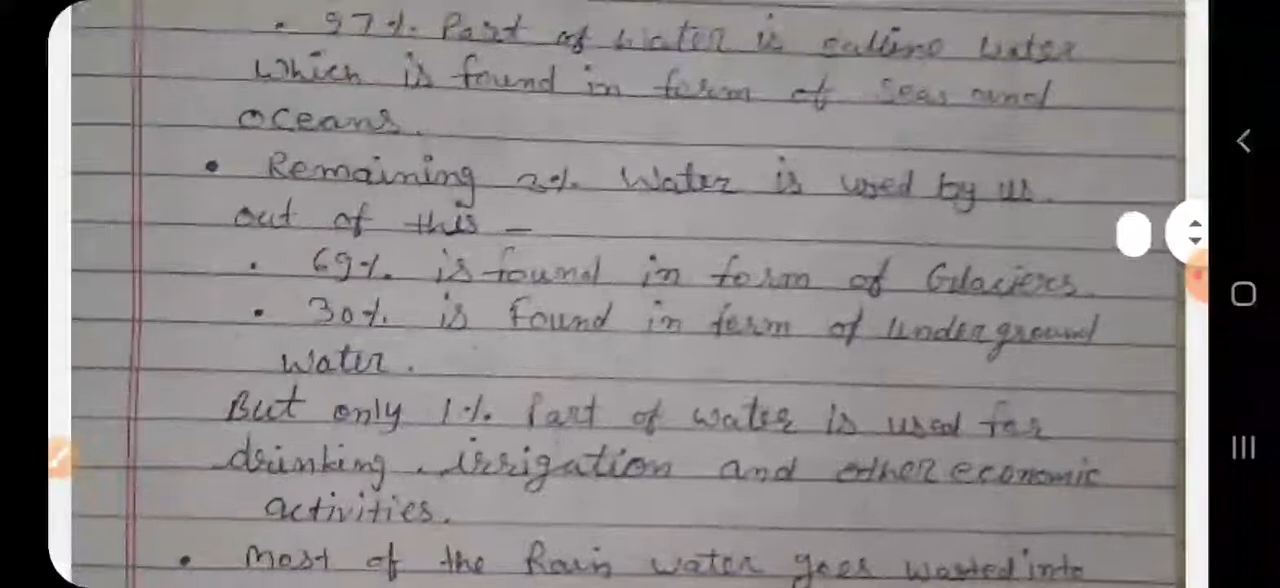 • 97% Part of water is saline water
which is found in form of seas and
oceans.
• Remaining 3% Water is used by us.
out of this —
• 69% is found in form of Glaciers.
• 30% is found in form of underground
water.
But only 1% Part of water is used for
drinking, irrigation and other economic
activities.
• most of the Rain water goes wasted into